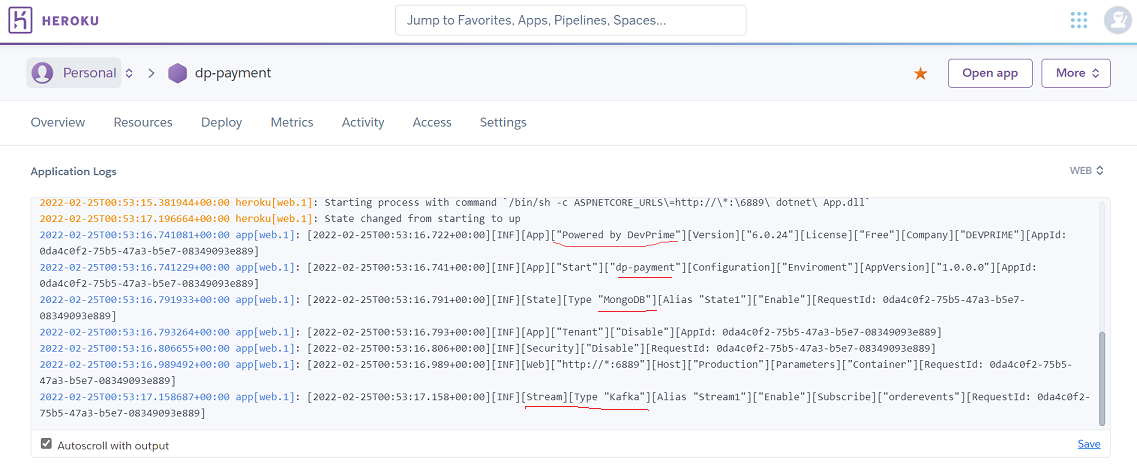 HEROKU
Jump to Favorites, Apps, Pipelines, Spaces...
Personal > dp-payment
Open app
More
Overview Resources Deploy Metrics Activity Access Settings
Application Logs
WEB
2022-02-25T00:53:15.381944+00:00 heroku[web.1]: Starting process with command `/bin/sh -c ASPNETCORE_URLS\=http://\*:\6889\ dotnet\ App.dll`
2022-02-25T00:53:17.196664+00:00 heroku[web.1]: State changed from starting to up
2022-02-25T00:53:16.741081+00:00 app[web.1]: [2022-02-25T00:53:16.722+00:00][INF][App]["Powered by DevPrime"][Version]["6.0.24"][License]["Free"][Company]["DEVPRIME"][AppId:
0da4c0f2-75b5-47a3-b5e7-08349093e889]
2022-02-25T00:53:16.741229+00:00 app[web.1]: [2022-02-25T00:53:16.741+00:00][INF][App]["Start"]["dp-payment"][Configuration]["Enviroment"][AppVersion]["1.0.0.0"][AppId:
0da4c0f2-75b5-47a3-b5e7-08349093e889]
2022-02-25T00:53:16.791933+00:00 app[web.1]: [2022-02-25T00:53:16.791+00:00][INF][State][Type "MongoDB"][Alias "State1"]["Enable"][RequestId: 0da4c0f2-75b5-47a3-b5e7-
08349093e889]
2022-02-25T00:53:16.793264+00:00 app[web.1]: [2022-02-25T00:53:16.793+00:00][INF][App]["Tenant"]["Disable"][AppId: 0da4c0f2-75b5-47a3-b5e7-08349093e889]
2022-02-25T00:53:16.806655+00:00 app[web.1]: [2022-02-25T00:53:16.806+00:00][INF][Security]["Disable"][RequestId: 0da4c0f2-75b5-47a3-b5e7-08349093e889]
2022-02-25T00:53:16.989492+00:00 app[web.1]: [2022-02-25T00:53:16.989+00:00][INF][Web]["http://*:6889"][Host]["Production"][Parameters]["Container"][RequestId: 0da4c0f2-75b5-
47a3-b5e7-08349093e889]
2022-02-25T00:53:17.158687+00:00 app[web.1]: [2022-02-25T00:53:17.158+00:00][INF][Stream][Type "Kafka"][Alias "Stream1"]["Enable"][Subscribe]["orderevents"][RequestId: 0da4c0f2-
75b5-47a3-b5e7-08349093e889]
Autoscroll with output
Save